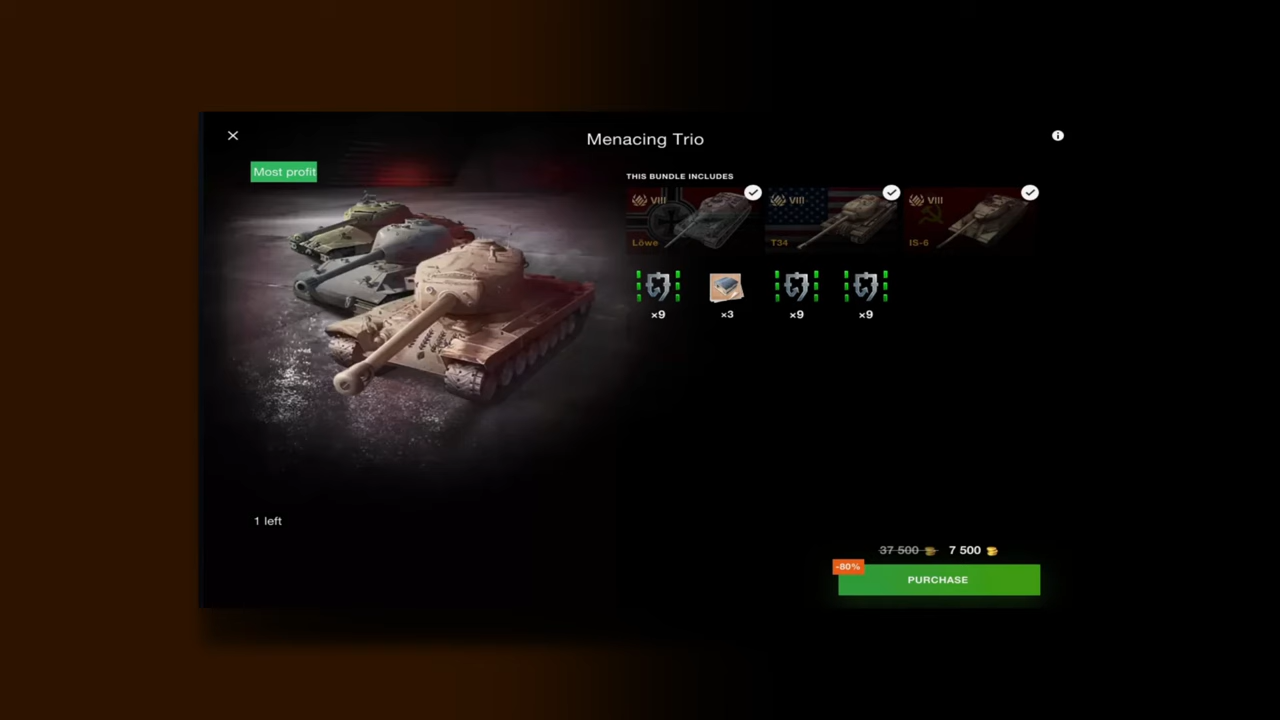 Menacing Trio
Most profit
THIS BUNDLE INCLUDES
VIII
VIII
VIII
Löwe
T34
IS-6
×9
×3
×9
×9
1 left
37 500
7 500
-80%
PURCHASE